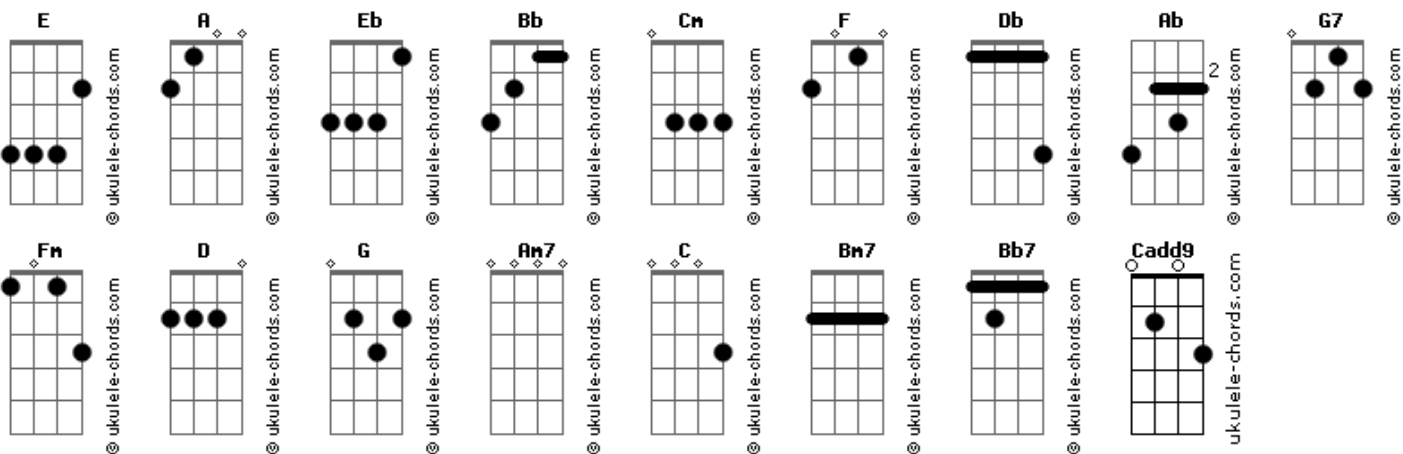 E A Eb Bb Cm F Db Ab G7
2
© ukulele-chords.com © ukulele-chords.com © ukulele-chords.com © ukulele-chords.com © ukulele-chords.com © ukulele-chords.com © ukulele-chords.com © ukulele-chords.com © ukulele-chords.com
Fm D G Am7 C Bm7 Bb7 Cadd9
© ukulele-chords.com © ukulele-chords.com © ukulele-chords.com © ukulele-chords.com © ukulele-chords.com © ukulele-chords.com © ukulele-chords.com ukulele-chords.com